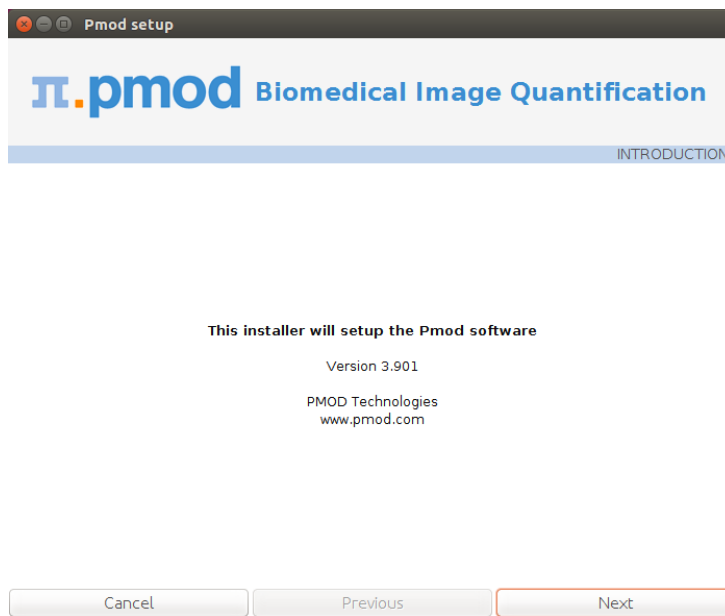 Pmod setup
π.pmod Biomedical Image Quantification
INTRODUCTION
This installer will setup the Pmod software
Version 3.901
PMOD Technologies
www.pmod.com
Cancel Previous Next